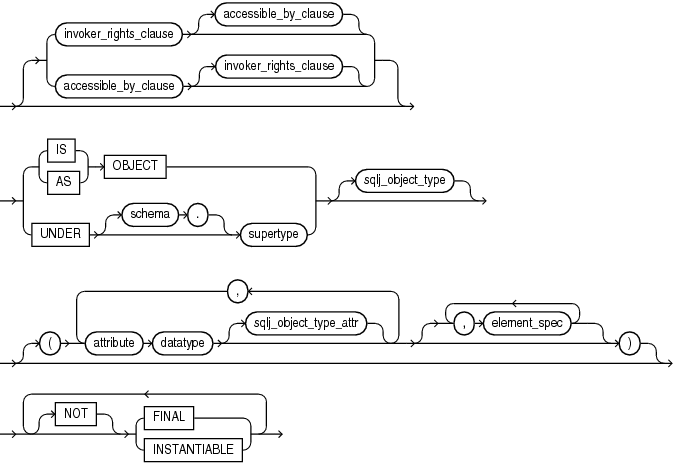 accessible_by_clause
invoker_rights_clause
invoker_rights_clause
accessible_by_clause
IS
OBJECT
AS
sqlj_object_type
schema .
UNDER supertype
,
sqlj_object_type_attr , element_spec
( attribute datatype )
NOT FINAL
INSTANTIABLE